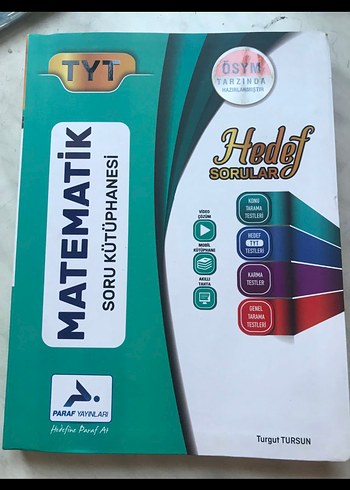 TYT
ÖSYM
TARZINDA
HAZIRLANMIŞTIR
MATEMATİK
SORU KÜTÜPHANESİ
Hedef
SORULAR
VİDEO
ÇÖZÜM
MOBİL
KÜTÜPHANE
AKILLI
TAHTA
KONU
TARAMA
TESTLERİ
HEDEF
TYT
TESTLERİ
KARMA
TESTLER
GENEL
TARAMA
TESTLERİ
PARAF YAYINLARI
Hedefine Paraf At
Turgut TURSUN